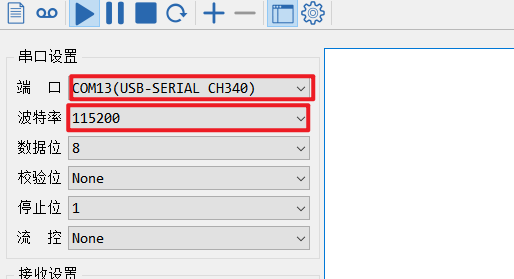 串口设置
端 口 COM13(USB-SERIAL CH340)
波特率 115200
数据位 8
校验位 None
停止位 1
流 控 None
接收设置